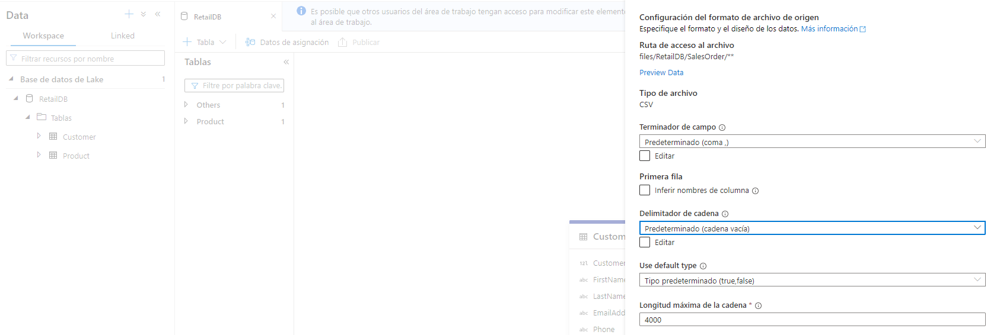 Data
Workspace
Linked
Filtrar recursos por nombre
Base de datos de Lake
1
RetailDB
Tablas
Customer
Product
RetailDB
Es posible que otros usuarios del área de trabajo tengan acceso para modificar este elemento
al área de trabajo.
Tabla
Datos de asignación
Publicar
Tablas
Filtre por palabra clave.
Others
1
Product
1
Custom
12l
Customer
abc
FirstName
abc
LastName
abc
EmailAdd
abc
Phone
Configuración del formato de archivo de origen
Especifique el formato y el diseño de los datos. Más información
Ruta de acceso al archivo
files/RetailDB/SalesOrder/**
Preview Data
Tipo de archivo
CSV
Terminador de campo
Predeterminado (coma ,)
Editar
Primera fila
Inferir nombres de columna
Delimitador de cadena
Predeterminado (cadena vacía)
Editar
Use default type
Tipo predeterminado (true,false)
Longitud máxima de la cadena *
4000